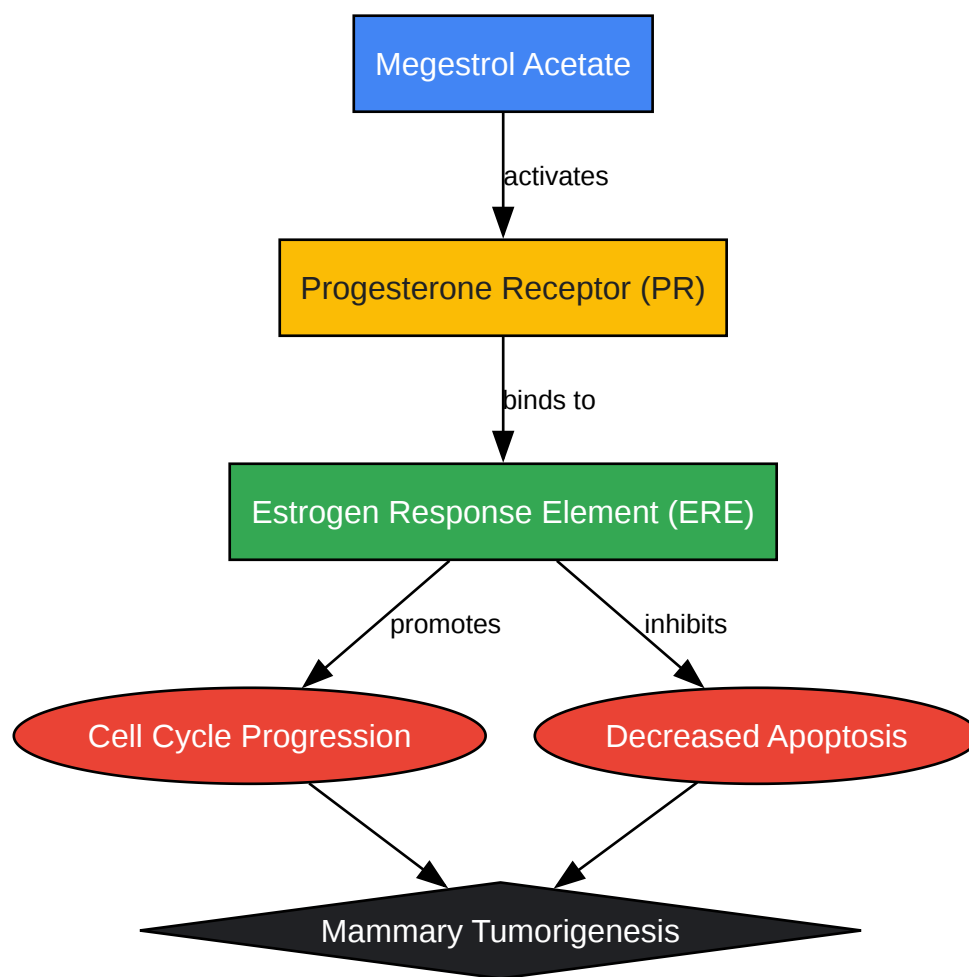 Megestrol Acetate
activates
Progesterone Receptor (PR)
binds to
Estrogen Response Element (ERE)
promotes
inhibits
Cell Cycle Progression
Decreased Apoptosis
Mammary Tumorigenesis